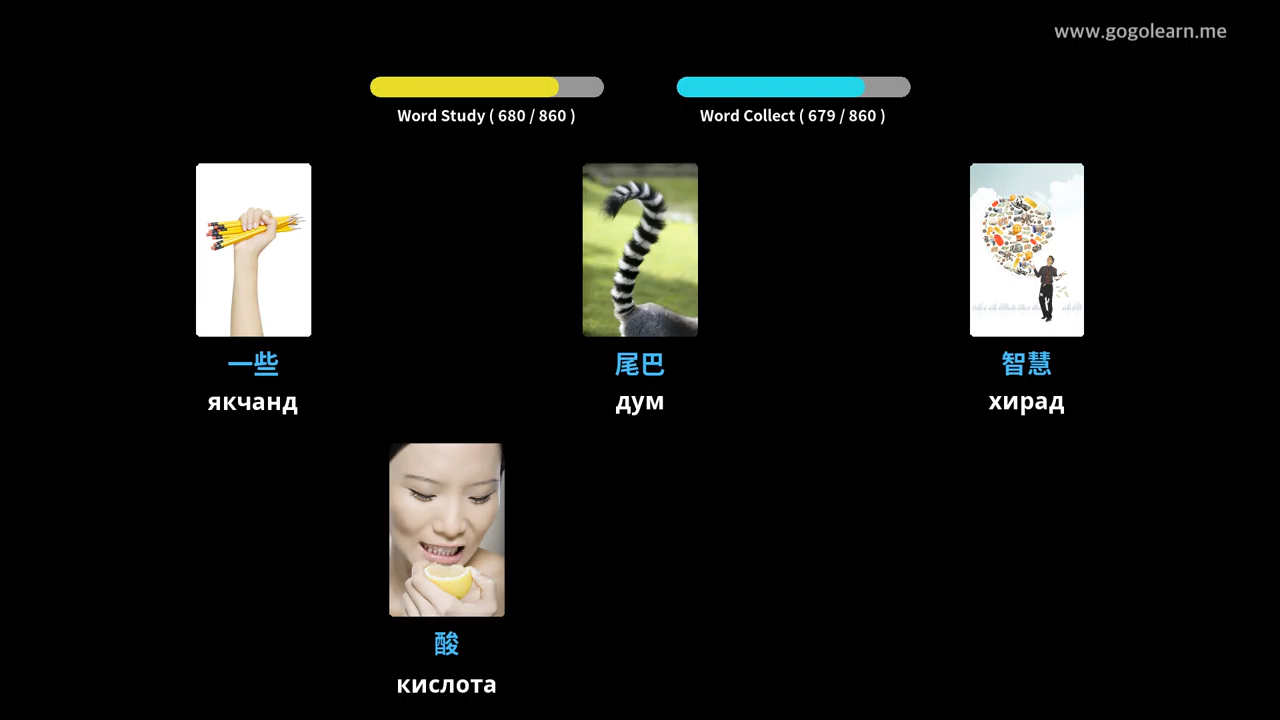 www.gogolearn.me
Word Study ( 680 / 860 )
Word Collect ( 679 / 860 )
一些
якчанд
尾巴
дум
智慧
хирад
酸
кислота